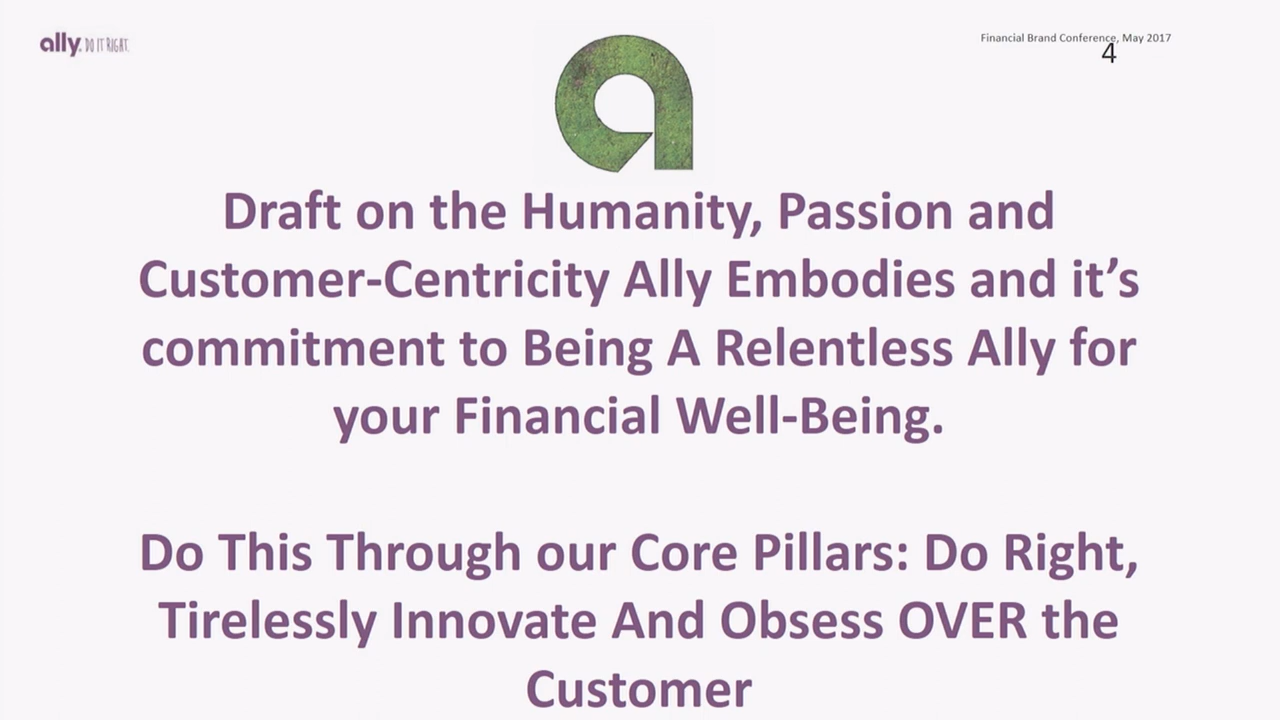 ally. DO IT RIGHT.
Financial Brand Conference, May 2017
4
Draft on the Humanity, Passion and
Customer-Centricity Ally Embodies and it’s
commitment to Being A Relentless Ally for
your Financial Well-Being.
Do This Through our Core Pillars: Do Right,
Tirelessly Innovate And Obsess OVER the
Customer